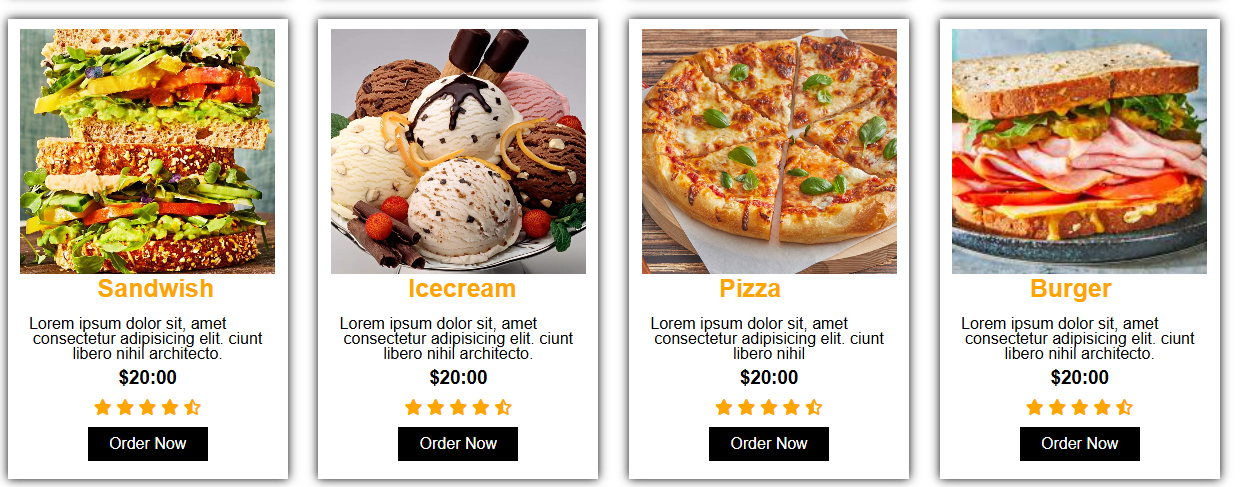 Sandwish
Lorem ipsum dolor sit, amet
consectetur adipisicing elit. ciunt
libero nihil architecto.
$20:00
Order Now
Icecream
Lorem ipsum dolor sit, amet
consectetur adipisicing elit. ciunt
libero nihil architecto.
$20:00
Order Now
Pizza
Lorem ipsum dolor sit, amet
consectetur adipisicing elit. ciunt
libero nihil
$20:00
Order Now
Burger
Lorem ipsum dolor sit, amet
consectetur adipisicing elit. ciunt
libero nihil architecto.
$20:00
Order Now